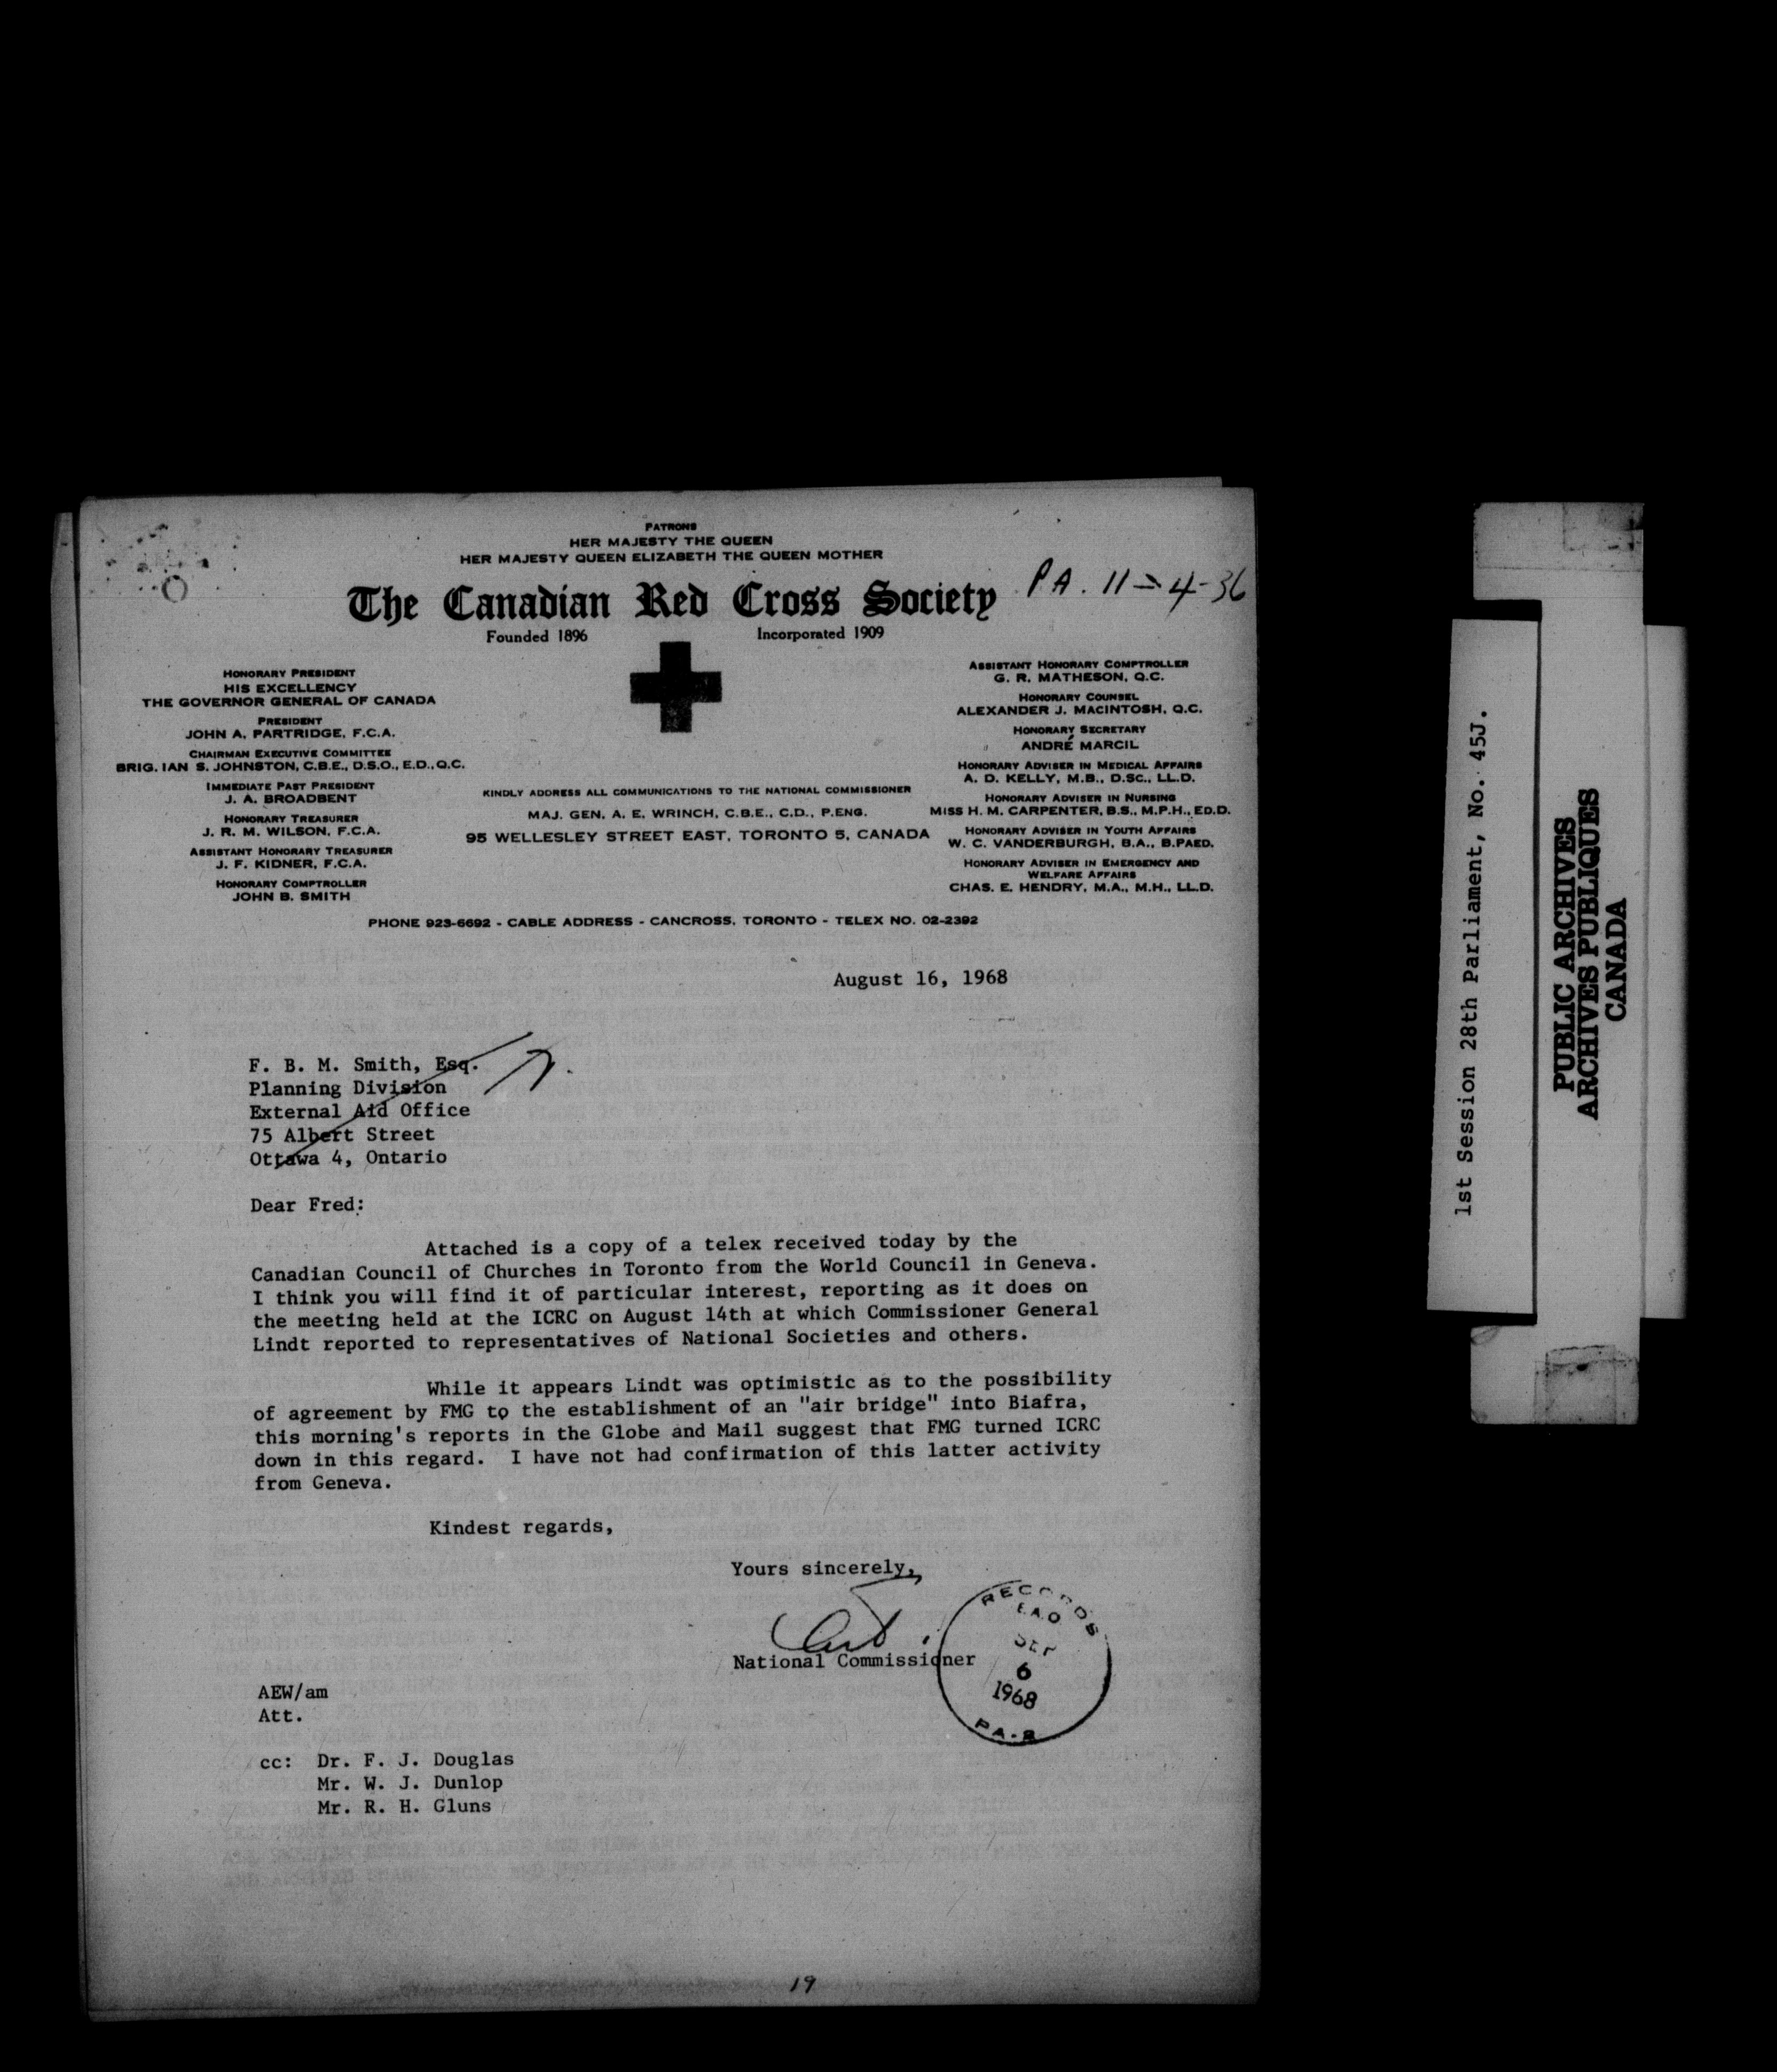 PATRONS
HER MAJESTY THE QUEEN
HER MAJESTY QUEEN ELIZABETH THE QUEEN MOTHER
The Canadian Red Cross Society
PA. 11-4-36
Founded 1896 Incorporated 1909
HONORARY PRESIDENT
HIS EXCELLENCY
THE GOVERNOR GENERAL OF CANADA
PRESIDENT
JOHN A. PARTRIDGE, F.C.A.
CHAIRMAN EXECUTIVE COMMITTEE
BRIG. IAN S. JOHNSTON, C.B.E., D.S.O., E.D., Q.C.
IMMEDIATE PAST PRESIDENT
J. A. BROADBENT
HONORARY TREASURER
J. R. M. WILSON, F.C.A.
ASSISTANT HONORARY TREASURER
J. F. KIDNER, F.C.A.
HONORARY COMPTROLLER
JOHN B. SMITH
KINDLY ADDRESS ALL COMMUNICATIONS TO THE NATIONAL COMMISSIONER
MAJ. GEN. A. E. WRINCH, C.B.E., C.D., P.ENG.
95 WELLESLEY STREET EAST, TORONTO 5, CANADA
ASSISTANT HONORARY COMPTROLLER
G. R. MATHESON, Q.C.
HONORARY COUNSEL
ALEXANDER J. MACINTOSH, Q.C.
HONORARY SECRETARY
ANDRÉ MARCIL
HONORARY ADVISER IN MEDICAL AFFAIRS
A. D. KELLY, M.B., D.SC., LL.D.
HONORARY ADVISER IN NURSING
MISS H. M. CARPENTER, B.S., M.P.H., ED.D.
HONORARY ADVISER IN YOUTH AFFAIRS
W. C. VANDERBURGH, B.A., B.PAED.
HONORARY ADVISER IN EMERGENCY AND
WELFARE AFFAIRS
CHAS. E. HENDRY, M.A., M.H., LL.D.
PHONE 923-6692 - CABLE ADDRESS - CANCROSS, TORONTO - TELEX NO. 02-2392
August 16, 1968
F. B. M. Smith, Esq.
Planning Division
External Aid Office
75 Albert Street
Ottawa 4, Ontario
Dear Fred:
Attached is a copy of a telex received today by the
Canadian Council of Churches in Toronto from the World Council in Geneva.
I think you will find it of particular interest, reporting as it does on
the meeting held at the ICRC on August 14th at which Commissioner General
Lindt reported to representatives of National Societies and others.
While it appears Lindt was optimistic as to the possibility
of agreement by FMG to the establishment of an "air bridge" into Biafra,
this morning's reports in the Globe and Mail suggest that FMG turned ICRC
down in this regard. I have not had confirmation of this latter activity
from Geneva.
Kindest regards,
Yours sincerely,
National Commissioner
RECORDS
E.A.O
SEP
6
1968
PA-2
AEW/am
Att.
cc: Dr. F. J. Douglas
Mr. W. J. Dunlop
Mr. R. H. Gluns
19
1st Session 28th Parliament, No. 45J.
PUBLIC ARCHIVES
ARCHIVES PUBLIQUES
CANADA